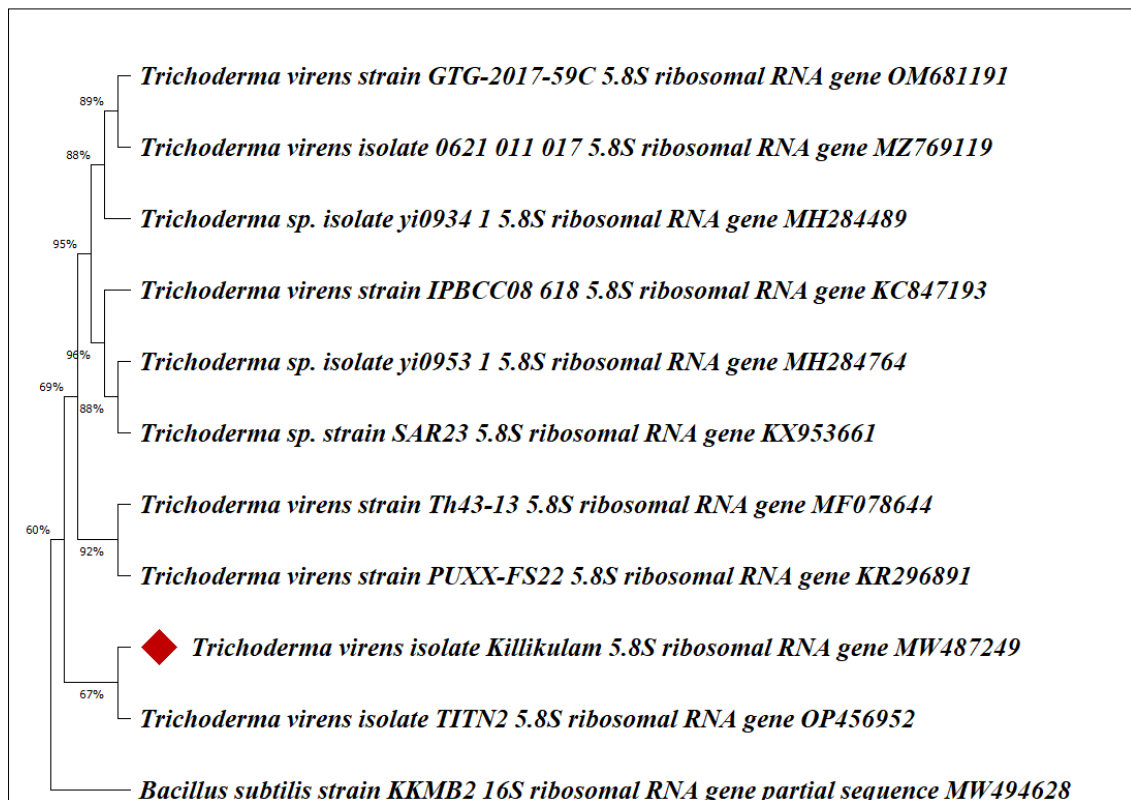 Trichoderma virens strain GTG-2017-59C 5.8S ribosomal RNA gene OM681191
89%
Trichoderma virens isolate 0621 011 017 5.8S ribosomal RNA gene MZ769119
88%
Trichoderma sp. isolate yi0934 1 5.8S ribosomal RNA gene MH284489
95%
Trichoderma virens strain IPBCC08 618 5.8S ribosomal RNA gene KC847193
96%
Trichoderma sp. isolate yi0953 1 5.8S ribosomal RNA gene MH284764
69%
88%
Trichoderma sp. strain SAR23 5.8S ribosomal RNA gene KX953661
Trichoderma virens strain Th43-13 5.8S ribosomal RNA gene MF078644
60%
92%
Trichoderma virens strain PUXX-FS22 5.8S ribosomal RNA gene KR296891
Trichoderma virens isolate Killikulam 5.8S ribosomal RNA gene MW487249
67%
Trichoderma virens isolate TITN2 5.8S ribosomal RNA gene OP456952
Bacillus subtilis strain KKMB2 16S ribosomal RNA gene partial sequence MW494628